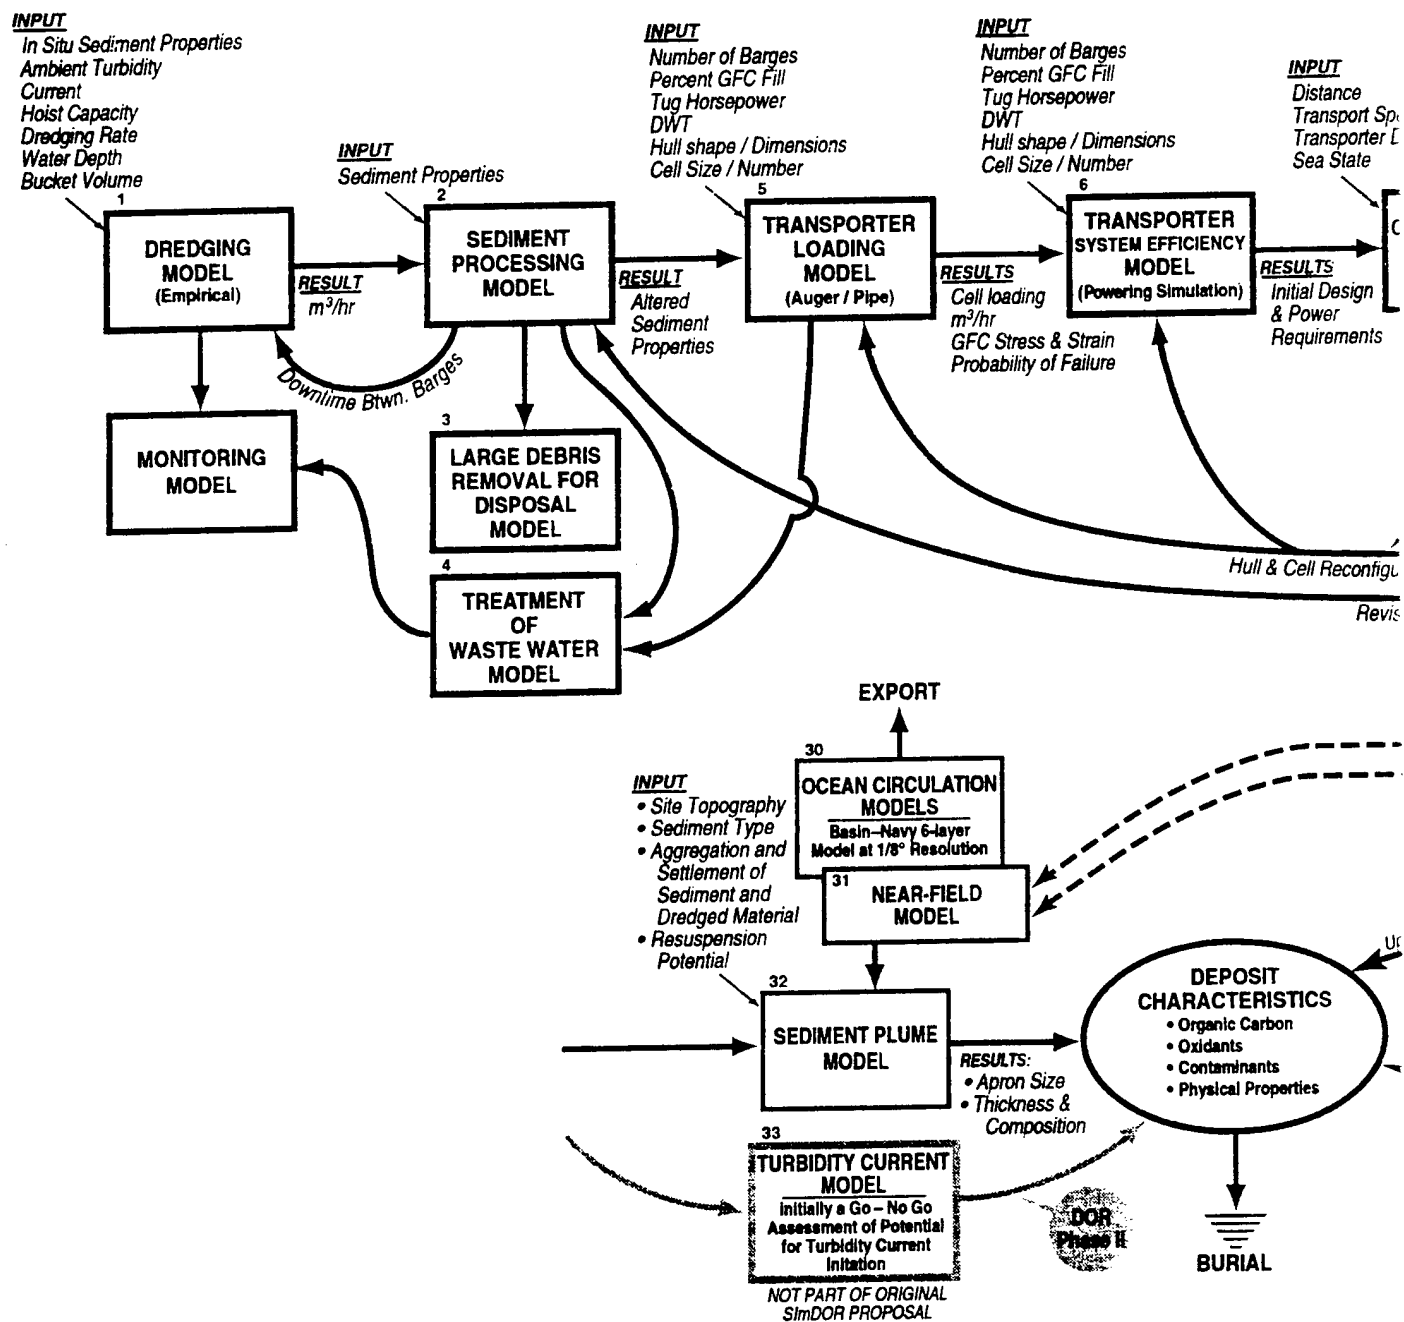 INPUT
In Situ Sediment Properties
Ambient Turbidity
Current
Hoist Capacity
Dredging Rate
Water Depth
Bucket Volume
1
DREDGING
MODEL
(Empirical)
RESULT
m³/hr
INPUT
Sediment Properties
2
SEDIMENT
PROCESSING
MODEL
RESULT
Altered
Sediment
Properties
INPUT
Number of Barges
Percent GFC Fill
Tug Horsepower
DWT
Hull shape / Dimensions
Cell Size / Number
5
TRANSPORTER
LOADING
MODEL
(Auger / Pipe)
RESULTS
Cell loading
m³/hr
GFC Stress & Strain
Probability of Failure
INPUT
Number of Barges
Percent GFC Fill
Tug Horsepower
DWT
Hull shape / Dimensions
Cell Size / Number
6
TRANSPORTER
SYSTEM EFFICIENCY
MODEL
(Powering Simulation)
RESULTS:
Initial Design
& Power
Requirements
INPUT
Distance
Transport
Transporter
Sea State
Downtime Btwn. Barges
MONITORING
MODEL
3
LARGE DEBRIS
REMOVAL FOR
DISPOSAL
MODEL
4
TREATMENT
OF
WASTE WATER
MODEL
Hull & Cell
EXPORT
30
OCEAN CIRCULATION
MODELS
Basin–Navy 6-layer
Model at 1/8° Resolution
31
NEAR-FIELD
MODEL
INPUT
• Site Topography
• Sediment Type
• Aggregation and
Settlement of
Sediment and
Dredged Material
• Resuspension
Potential
32
SEDIMENT PLUME
MODEL
RESULTS:
• Apron Size
• Thickness &
Composition
DEPOSIT
CHARACTERISTICS
• Organic Carbon
• Oxidants
• Contaminants
• Physical Properties
33
TURBIDITY CURRENT
MODEL
Initially a Go – No Go
Assessment of Potential
for Turbidity Current
Initation
NOT PART OF ORIGINAL
SImDOR PROPOSAL
DOR
Phase II
BURIAL